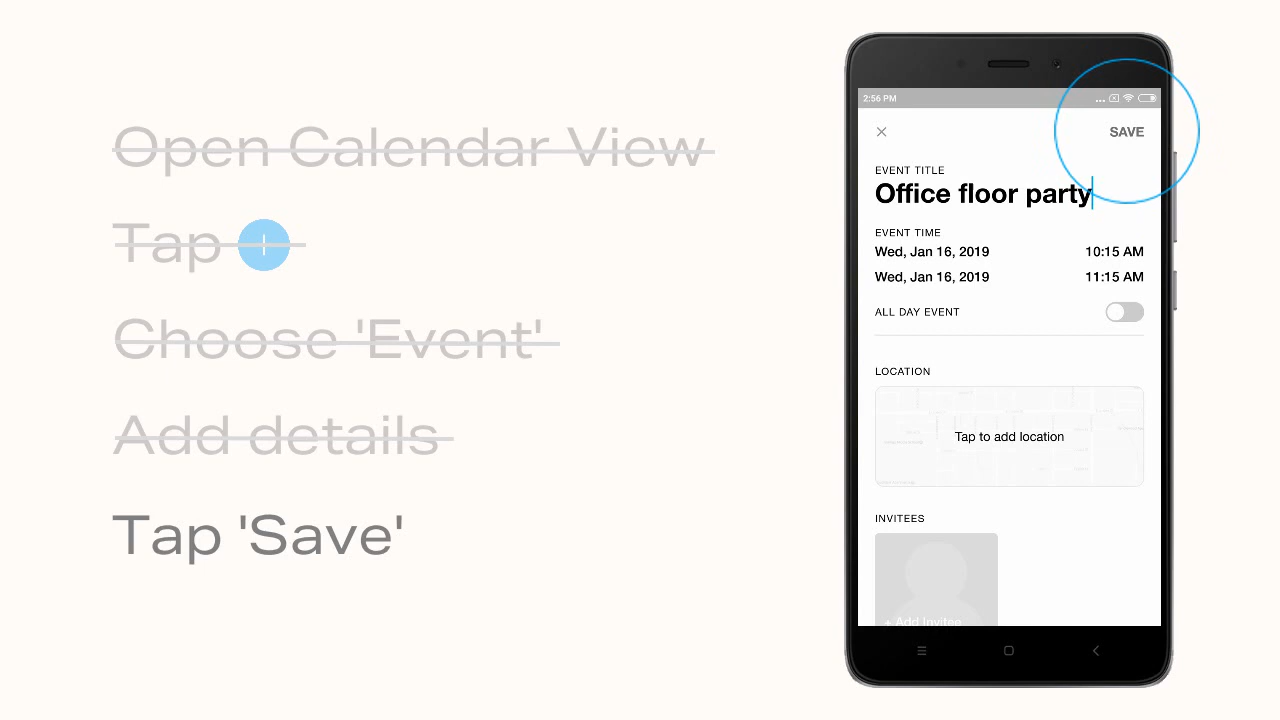 Open Calendar View
Tap +
Choose 'Event'
Add details
Tap 'Save'
2:56 PM
SAVE
EVENT TITLE
Office floor party
EVENT TIME
Wed, Jan 16, 2019 10:15 AM
Wed, Jan 16, 2019 11:15 AM
ALL DAY EVENT
LOCATION
Tap to add location
INVITEES
+ Add Invitee